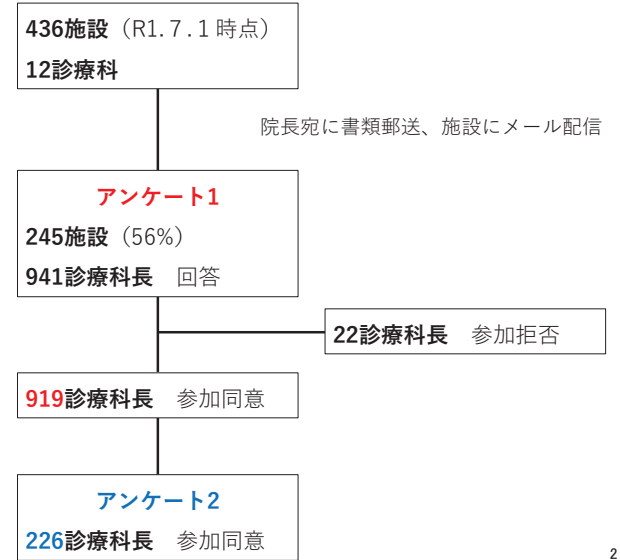 436施設（R1.7.1時点）
12診療科
院長宛に書類郵送、施設にメール配信
アンケート1
245施設（56%）
941診療科長　回答
22診療科長　参加拒否
919診療科長　参加同意
アンケート2
226診療科長　参加同意
2